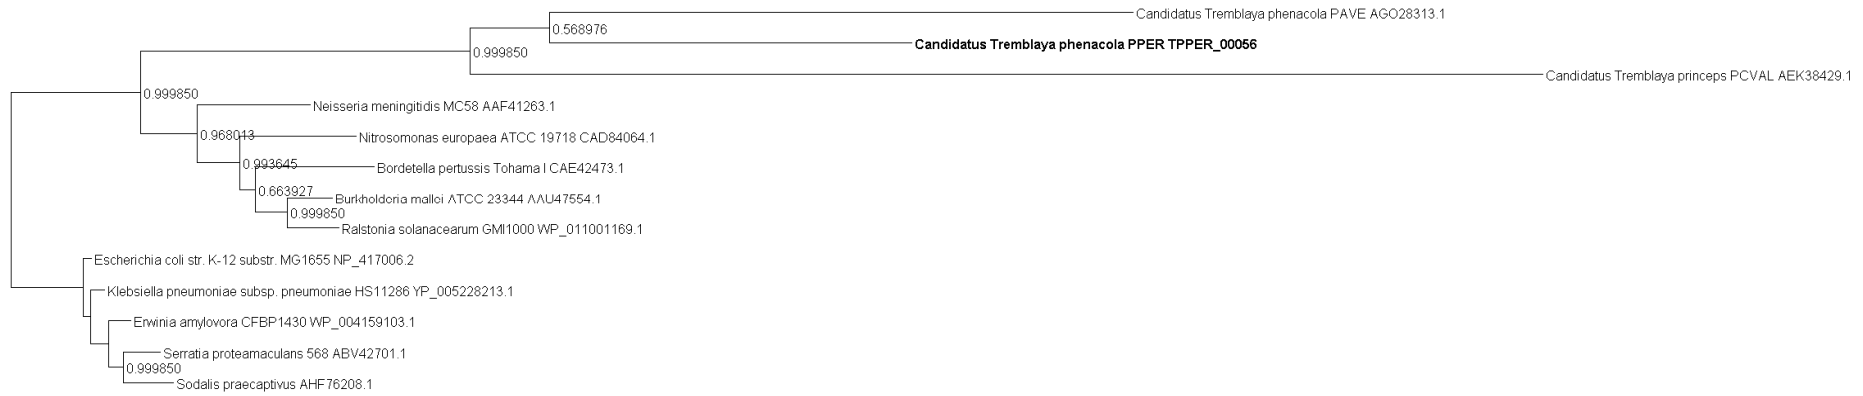 Candidatus Tremblaya phenacola PAVE AGO28313.1
0.568976
Candidatus Tremblaya phenacola PPER TPPER_00056
0.999850
Candidatus Tremblaya princeps PCVAL AEK38429.1
0.999850
Neisseria meningitidis MC58 AAF41263.1
0.968013
Nitrosomonas europaea ATCC 19718 CAD84064.1
0.993645
Bordetella pertussis Tohama I CAE42473.1
0.663927
Burkholderia mallei ATCC 23344 AAU47554.1
0.999850
Ralstonia solanacearum GMI1000 WP_011001169.1
Escherichia coli str. K-12 substr. MG1655 NP_417006.2
Klebsiella pneumoniae subsp. pneumoniae HS11286 YP_005228213.1
Erwinia amylovora CFBP1430 WP_004159103.1
Serratia proteamaculans 568 ABV42701.1
0.999850
Sodalis praecaptivus AHF76208.1